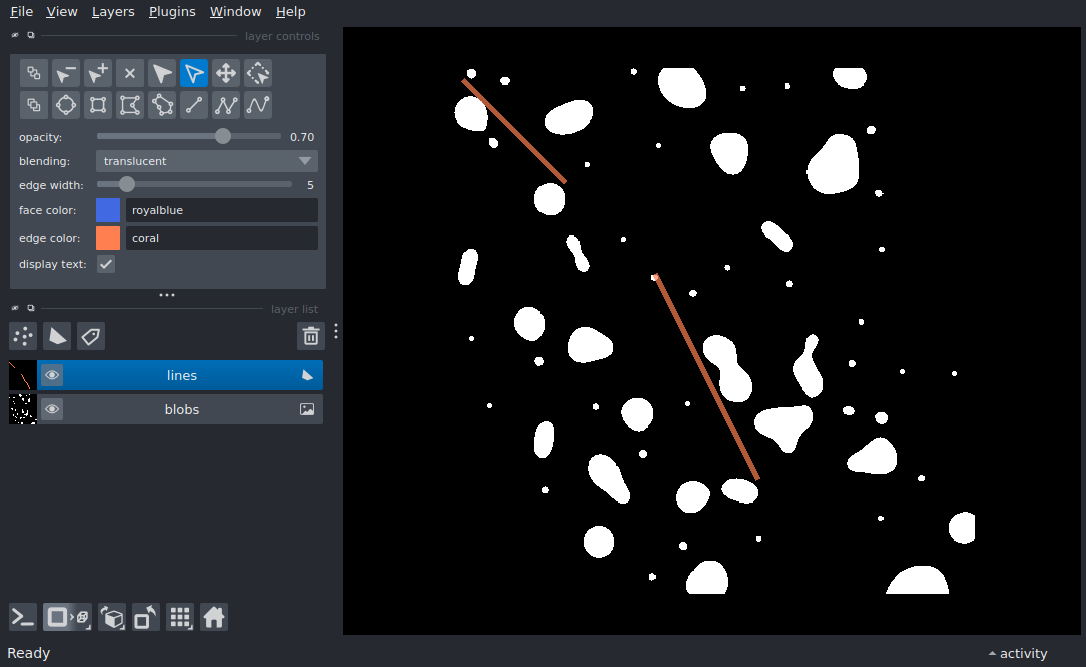 File View Layers Plugins Window Help
layer controls
opacity: 0.70
blending: translucent
edge width: 5
face color: royalblue
edge color: coral
display text:
layer list
lines
blobs
Ready
activity